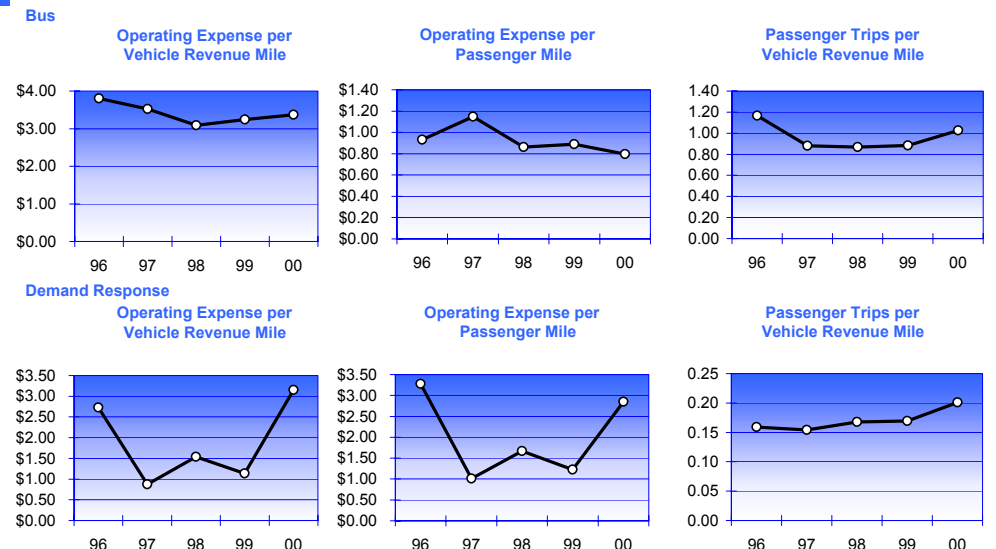 Bus
Operating Expense per
Vehicle Revenue Mile
Operating Expense per
Passenger Mile
Passenger Trips per
Vehicle Revenue Mile
$4.00
$3.00
$2.00
$1.00
$0.00
96 97 98 99 00
$1.40
$1.20
$1.00
$0.80
$0.60
$0.40
$0.20
$0.00
96 97 98 99 00
1.40
1.20
1.00
0.80
0.60
0.40
0.20
0.00
96 97 98 99 00
Demand Response
Operating Expense per
Vehicle Revenue Mile
Operating Expense per
Passenger Mile
Passenger Trips per
Vehicle Revenue Mile
$3.50
$3.00
$2.50
$2.00
$1.50
$1.00
$0.50
$0.00
96 97 98 99 00
$3.50
$3.00
$2.50
$2.00
$1.50
$1.00
$0.50
$0.00
96 97 98 99 00
0.25
0.20
0.15
0.10
0.05
0.00
96 97 98 99 00